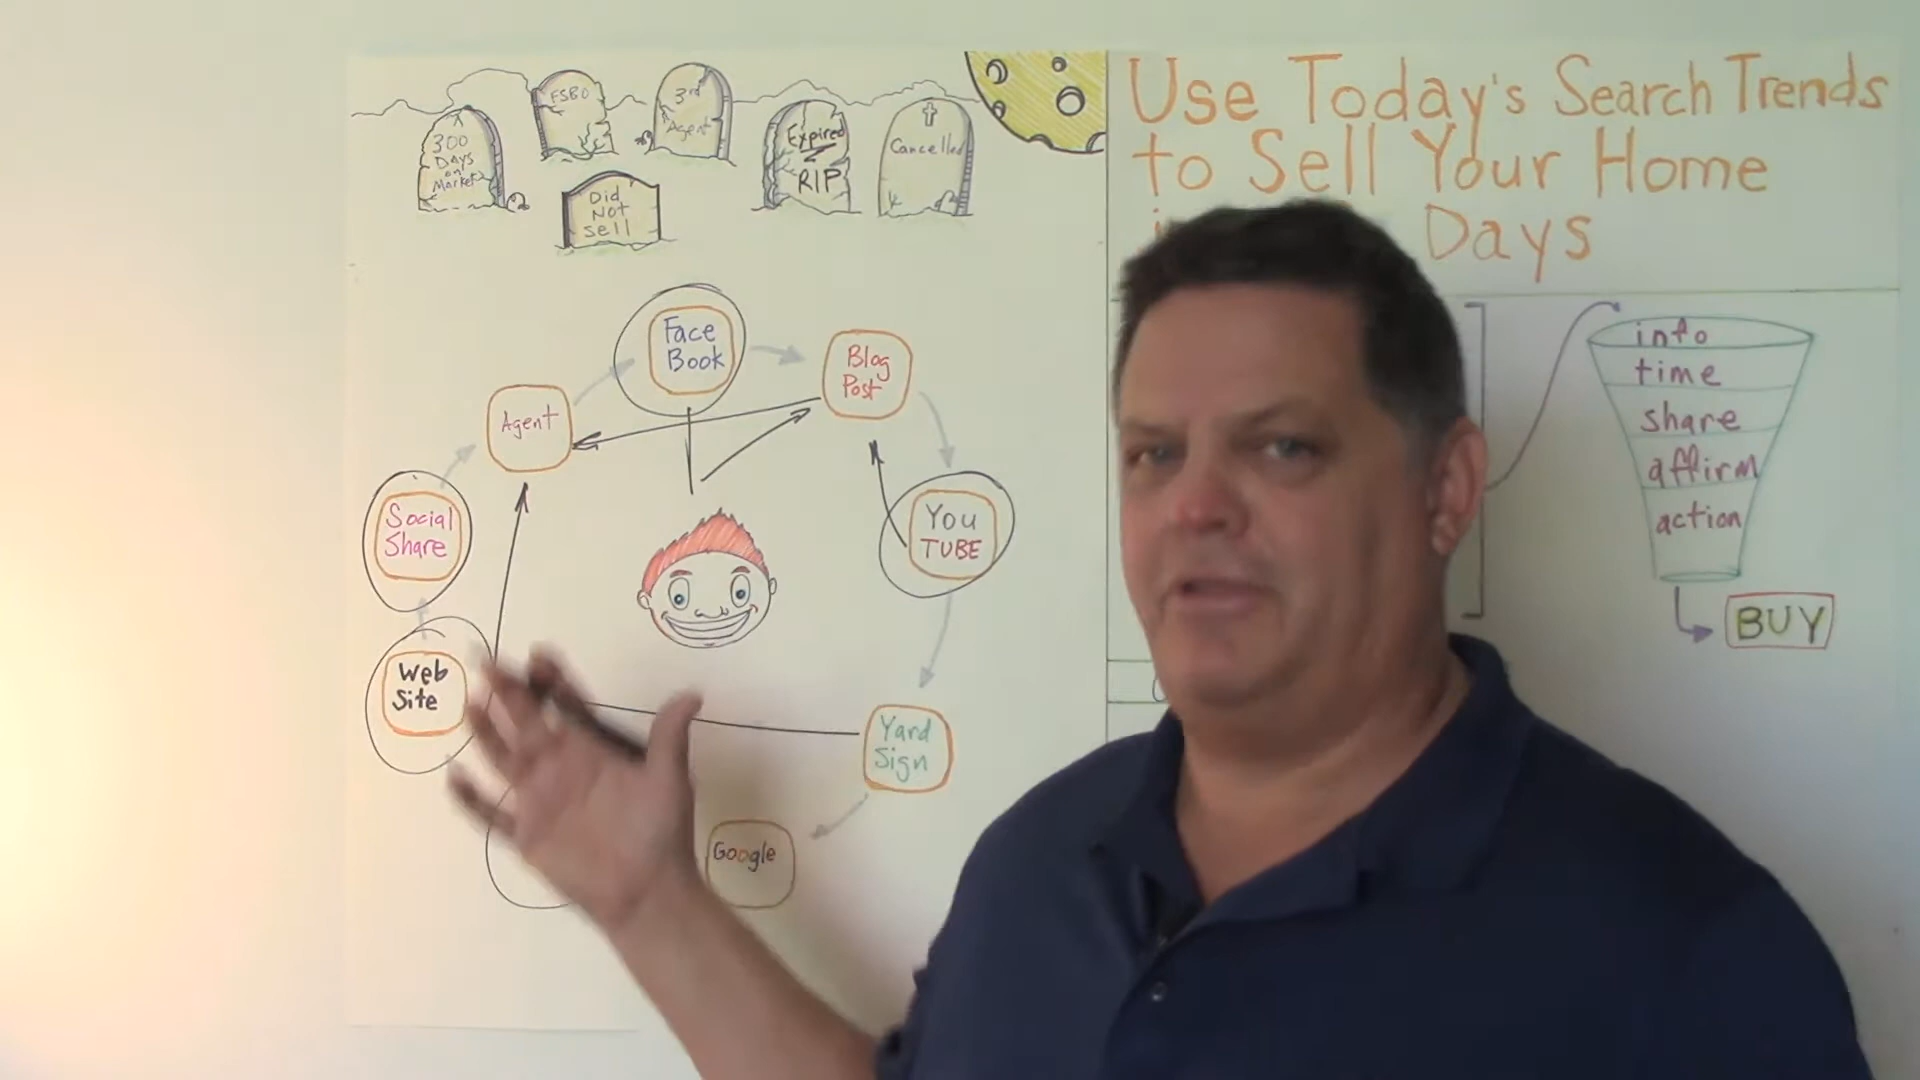 300
Days
on
Market
FSBO
3rd
Agent
Did
Not
Sell
Expired
RIP
Cancelled
Use Today's Search Trends
to Sell Your Home
Days
Face
Book
Blog
Post
Agent
Social
Share
You
TUBE
Web
Site
Yard
Sign
Google
info
time
share
affirm
action
BUY